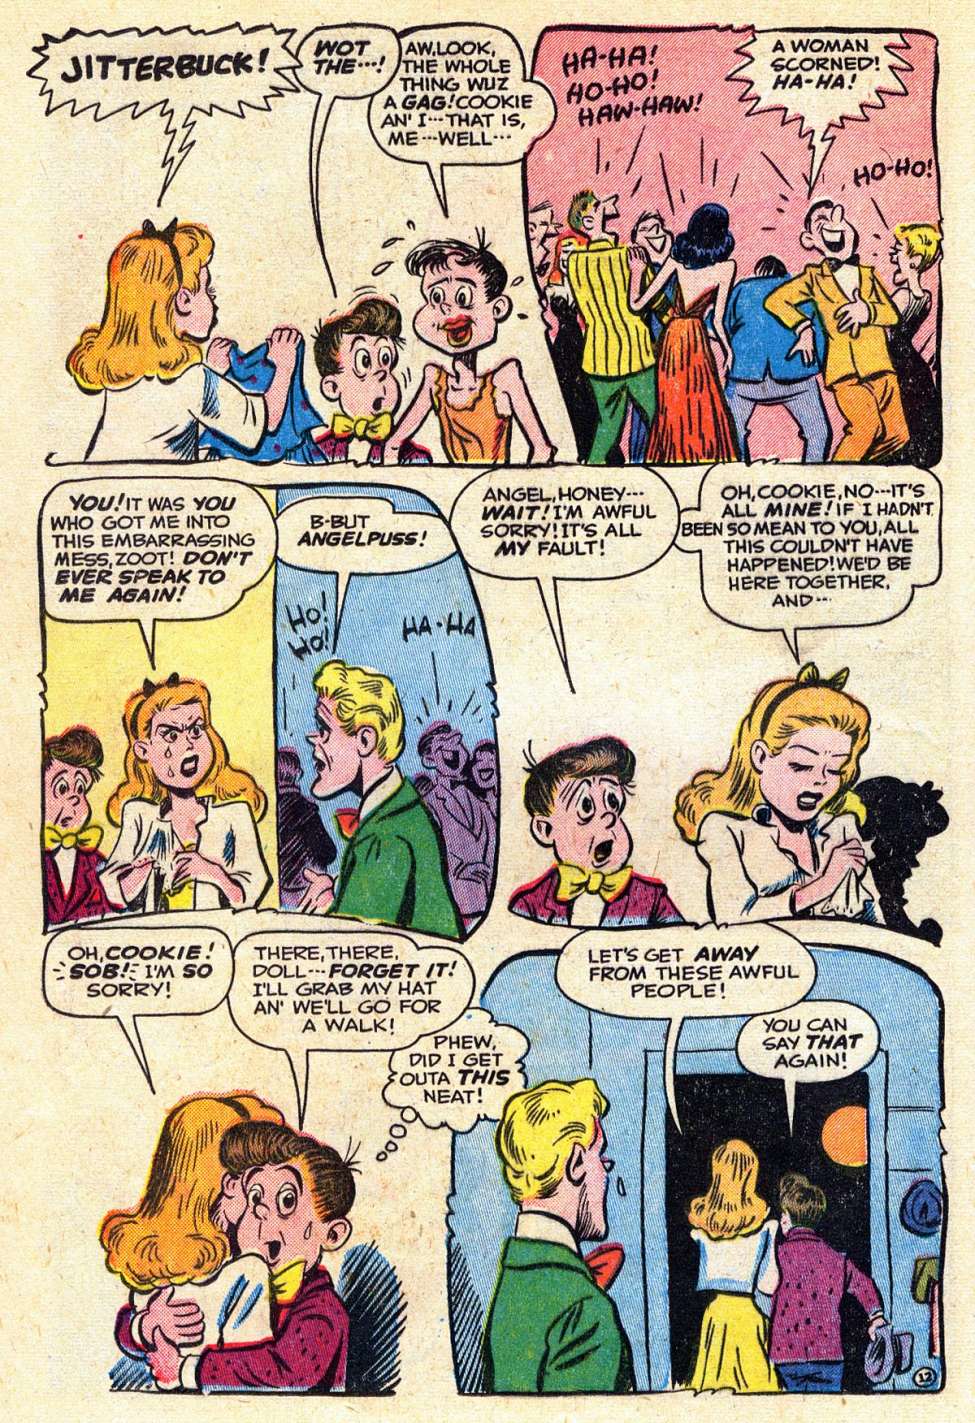 JITTERBUCK!
WOT
THE---!
AW,LOOK,
THE WHOLE
THING WUZ
A GAG! COOKIE
AN' I---THAT IS,
ME---WELL---
HA-HA!
HO-HO!
HAW-HAW!
A WOMAN
SCORNED!
HA-HA!
HO-HO!
YOU! IT WAS YOU
WHO GOT ME INTO
THIS EMBARRASSING
MESS, ZOOT! DON'T
EVER SPEAK TO
ME AGAIN!
B-BUT
ANGELPUSS!
HO!
HO!
HA-HA
ANGEL, HONEY---
WAIT! I'M AWFUL
SORRY! IT'S ALL
MY FAULT!
OH, COOKIE, NO---IT'S
ALL MINE! IF I HADN'T
BEEN SO MEAN TO YOU, ALL
THIS COULDN'T HAVE
HAPPENED! WE'D BE
HERE TOGETHER,
AND---
OH, COOKIE!
SOB! I'M SO
SORRY!
THERE, THERE,
DOLL---FORGET IT!
I'LL GRAB MY HAT
AN' WE'LL GO FOR
A WALK!
PHEW,
DID I GET
OUTA THIS
NEAT!
LET'S GET AWAY
FROM THESE AWFUL
PEOPLE!
YOU CAN
SAY THAT
AGAIN!
12